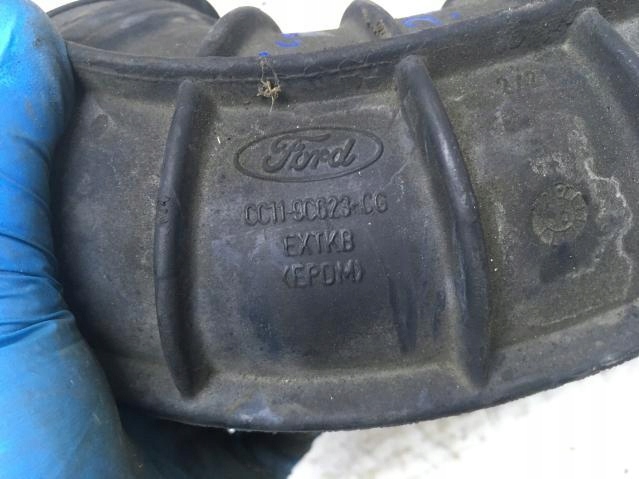 Ford
CC11-9C623-CG
EXTKB
(EPDM)